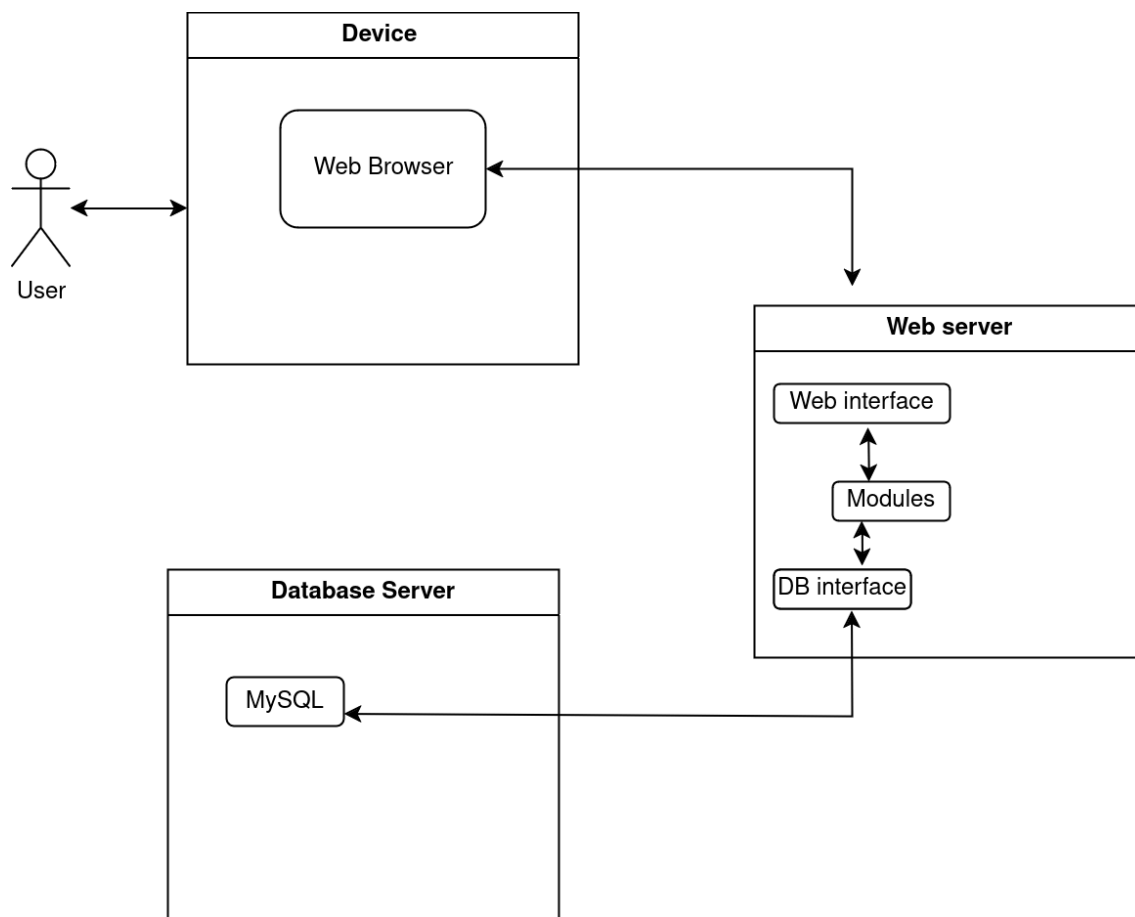 Device
Web Browser
User
Web server
Web interface
Modules
DB interface
Database Server
MySQL